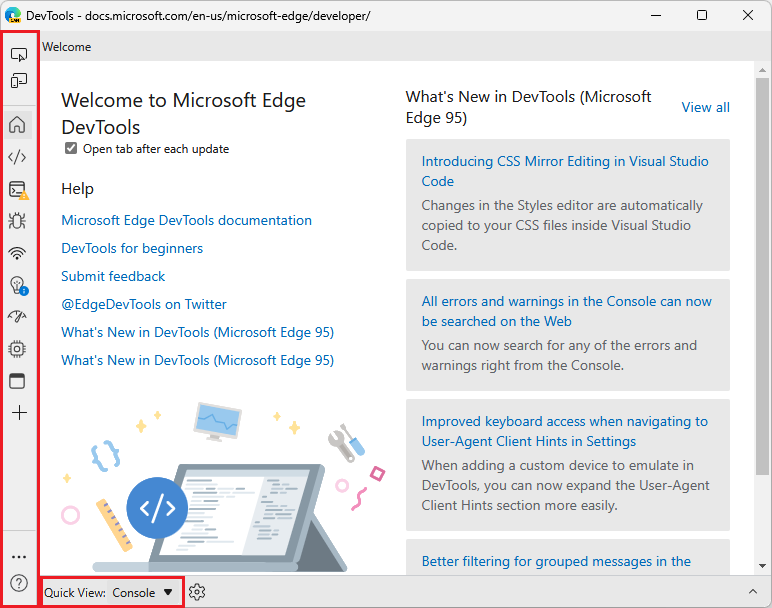 DevTools - docs.microsoft.com/en-us/microsoft-edge/developer/
Welcome
Welcome to Microsoft Edge
DevTools
Open tab after each update
Help
Microsoft Edge DevTools documentation
DevTools for beginners
Submit feedback
@EdgeDevTools on Twitter
What's New in DevTools (Microsoft Edge 95)
What's New in DevTools (Microsoft Edge 95)
What's New in DevTools (Microsoft
Edge 95)
View all
Introducing CSS Mirror Editing in Visual Studio
Code
Changes in the Styles editor are automatically
copied to your CSS files inside Visual Studio
Code.
All errors and warnings in the Console can now
be searched on the Web
You can now search for any of the errors and
warnings right from the Console.
Improved keyboard access when navigating to
User-Agent Client Hints in Settings
When adding a custom device to emulate in
DevTools, you can now expand the User-Agent
Client Hints section more easily.
Better filtering for grouped messages in the
Quick View: Console